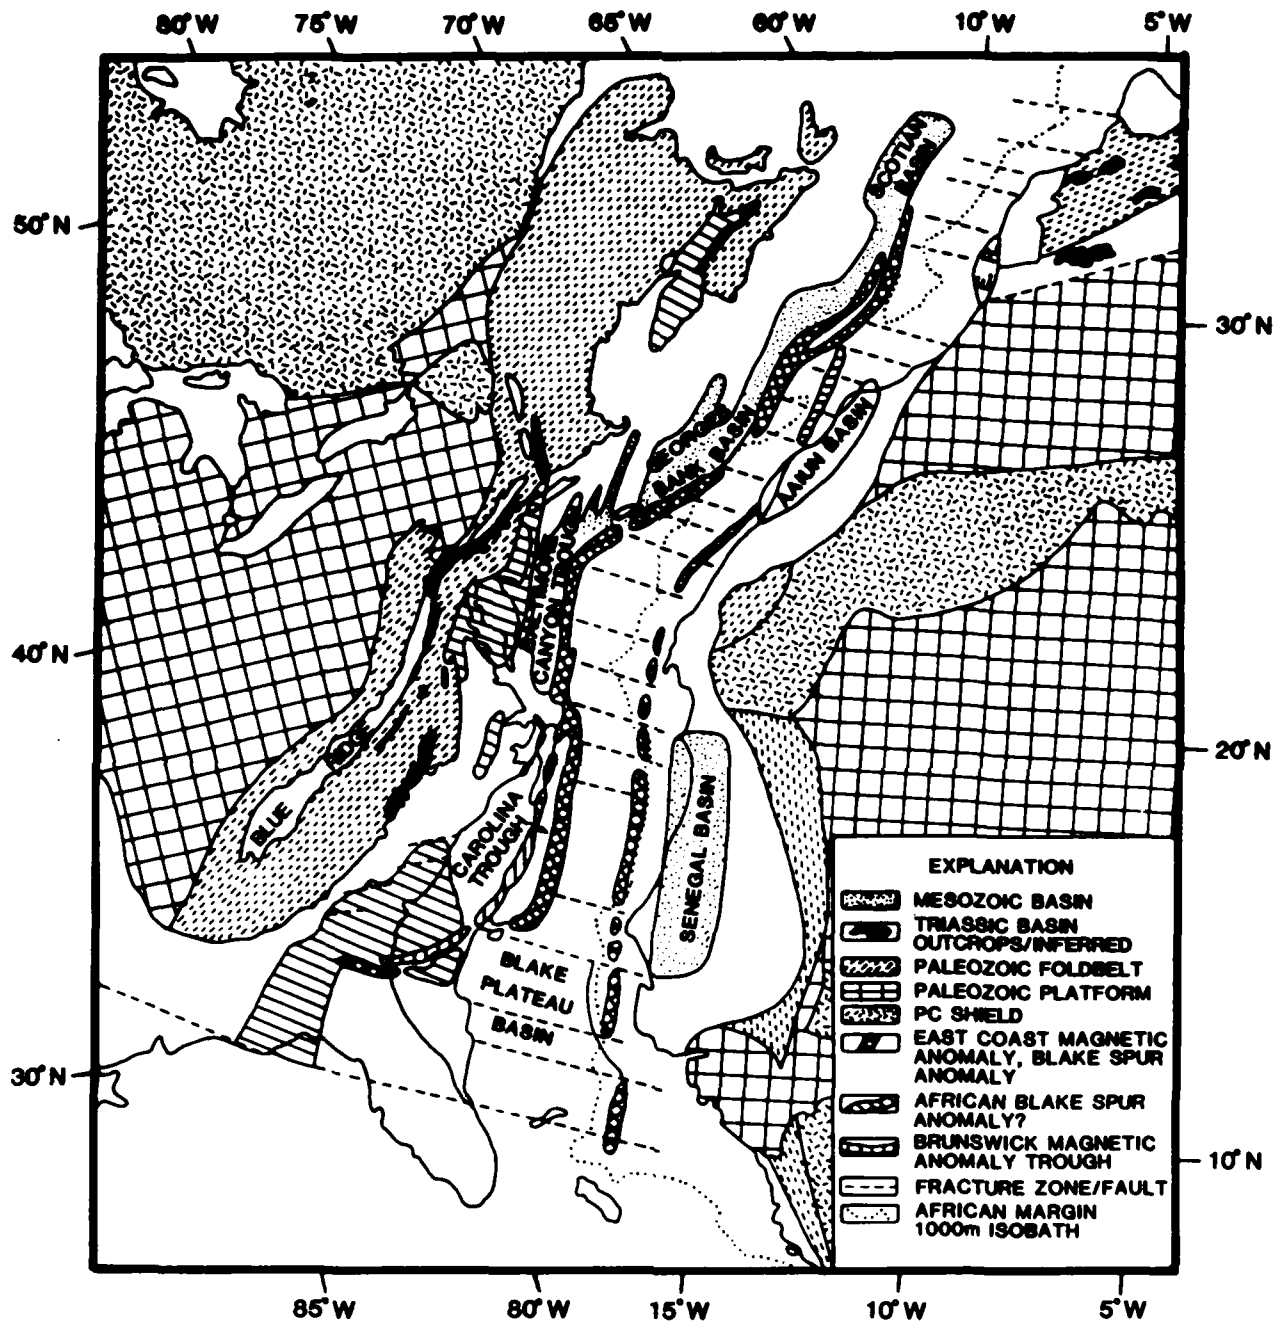 80°W 75°W 70°W 65°W 60°W 10°W 5°W
50°N
40°N
30°N
30°N
20°N
10°N
85°W 80°W 15°W 10°W 5°W
SCOTIAN
BASIN
E
GEORGES
BANK BASIN
AAIUN BASIN
BALTIMORE
CANYON TROUGH
BLUE RIDGE
CAROLINA
TROUGH
SENEGAL BASIN
BLAKE
PLATEAU
BASIN
EXPLANATION
MESOZOIC BASIN
TRIASSIC BASIN
OUTCROPS/INFERRED
PALEOZOIC FOLDBELT
PALEOZOIC PLATFORM
PC SHIELD
EAST COAST MAGNETIC
ANOMALY, BLAKE SPUR
ANOMALY
AFRICAN BLAKE SPUR
ANOMALY?
BRUNSWICK MAGNETIC
ANOMALY TROUGH
FRACTURE ZONE/FAULT
AFRICAN MARGIN
1000m ISOBATH